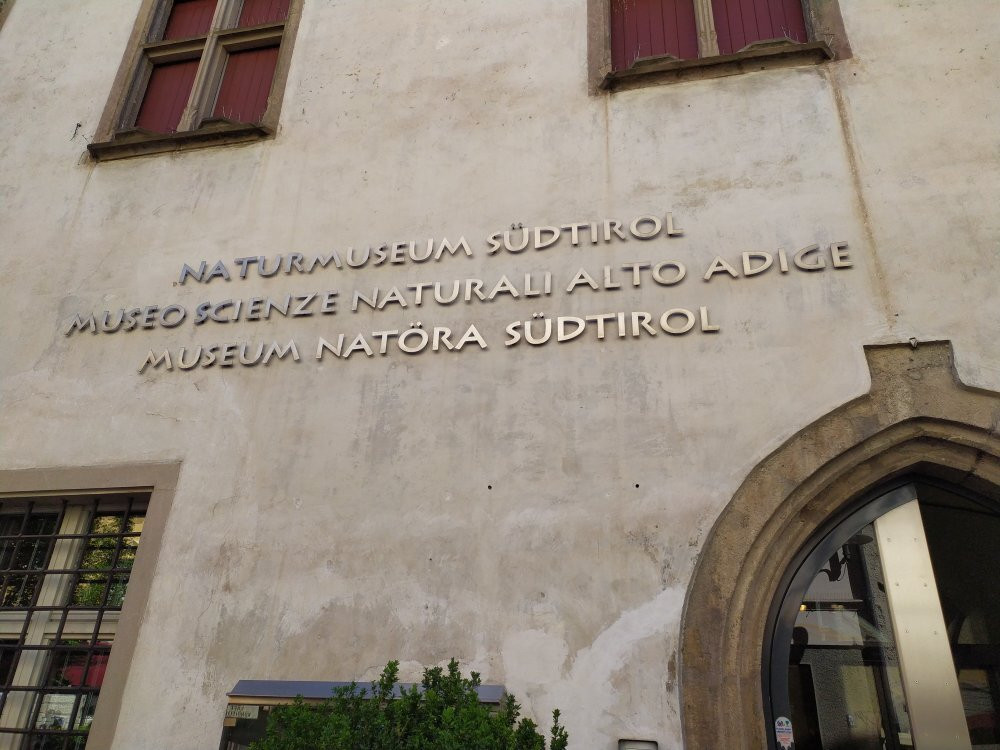 NATURMUSEUM SÜDTIROL
MUSEO SCIENZE NATURALI ALTO ADIGE
MUSEUM NATÖRA SÜDTIROL